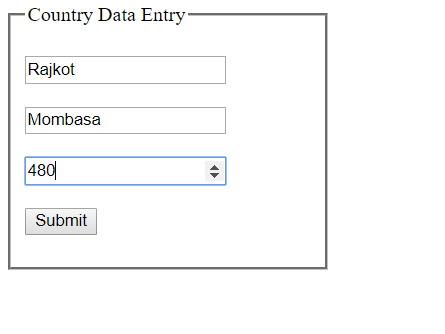 Country Data Entry
Rajkot
Mombasa
480
Submit